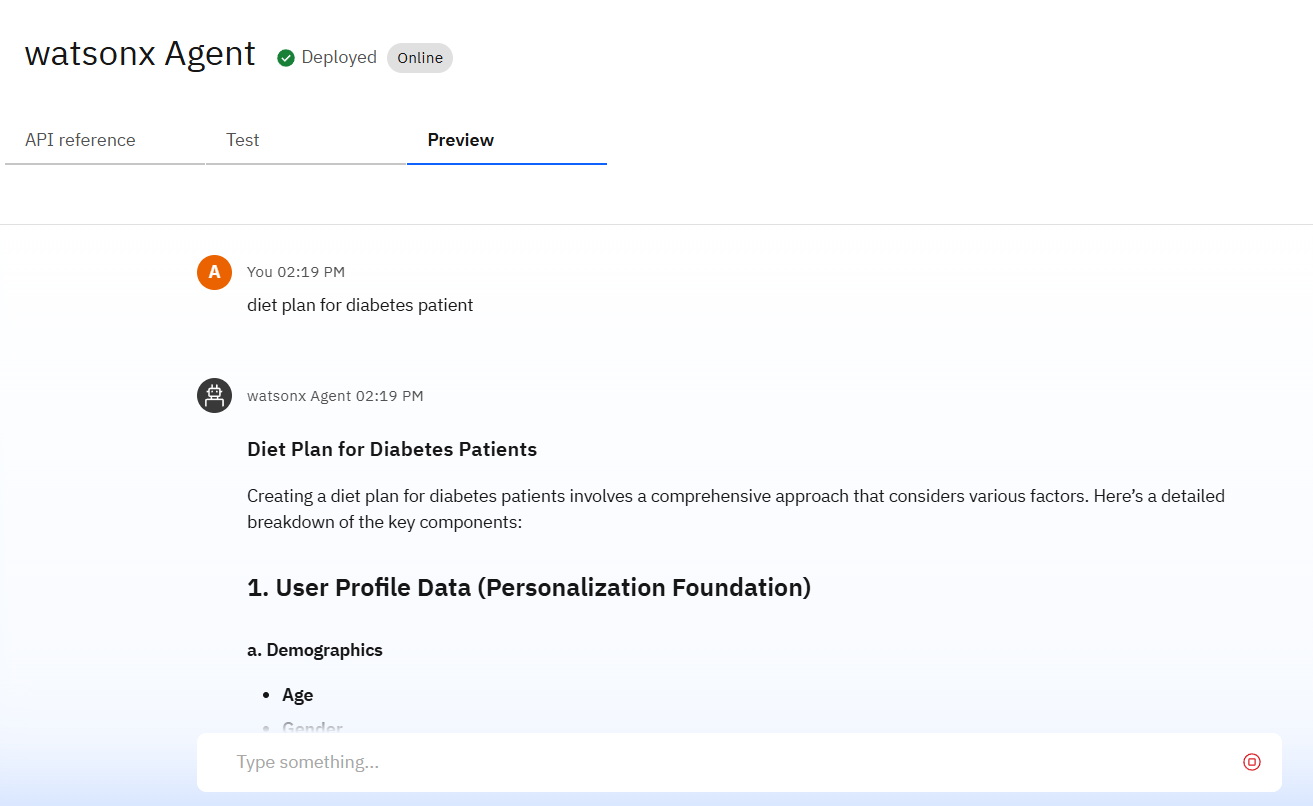 watsonx Agent Deployed Online
API reference Test Preview
A You 02:19 PM
diet plan for diabetes patient
watsonx Agent 02:19 PM
Diet Plan for Diabetes Patients
Creating a diet plan for diabetes patients involves a comprehensive approach that considers various factors. Here’s a detailed
breakdown of the key components:
1. User Profile Data (Personalization Foundation)
a. Demographics
• Age
• Gender
Type something...